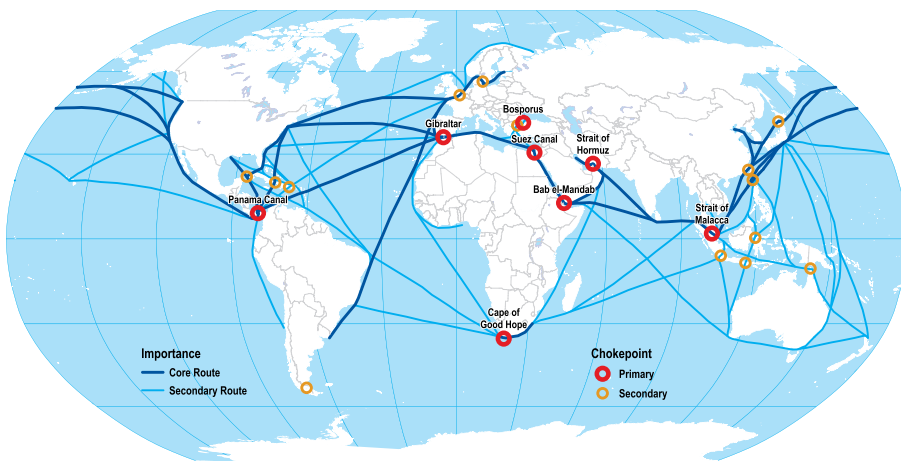 Bosporus
Gibraltar
Suez Canal
Strait of
Hormuz
Bab el-Mandab
Panama Canal
Strait of
Malacca
Cape of
Good Hope
Importance
Core Route
Secondary Route
Chokepoint
Primary
Secondary